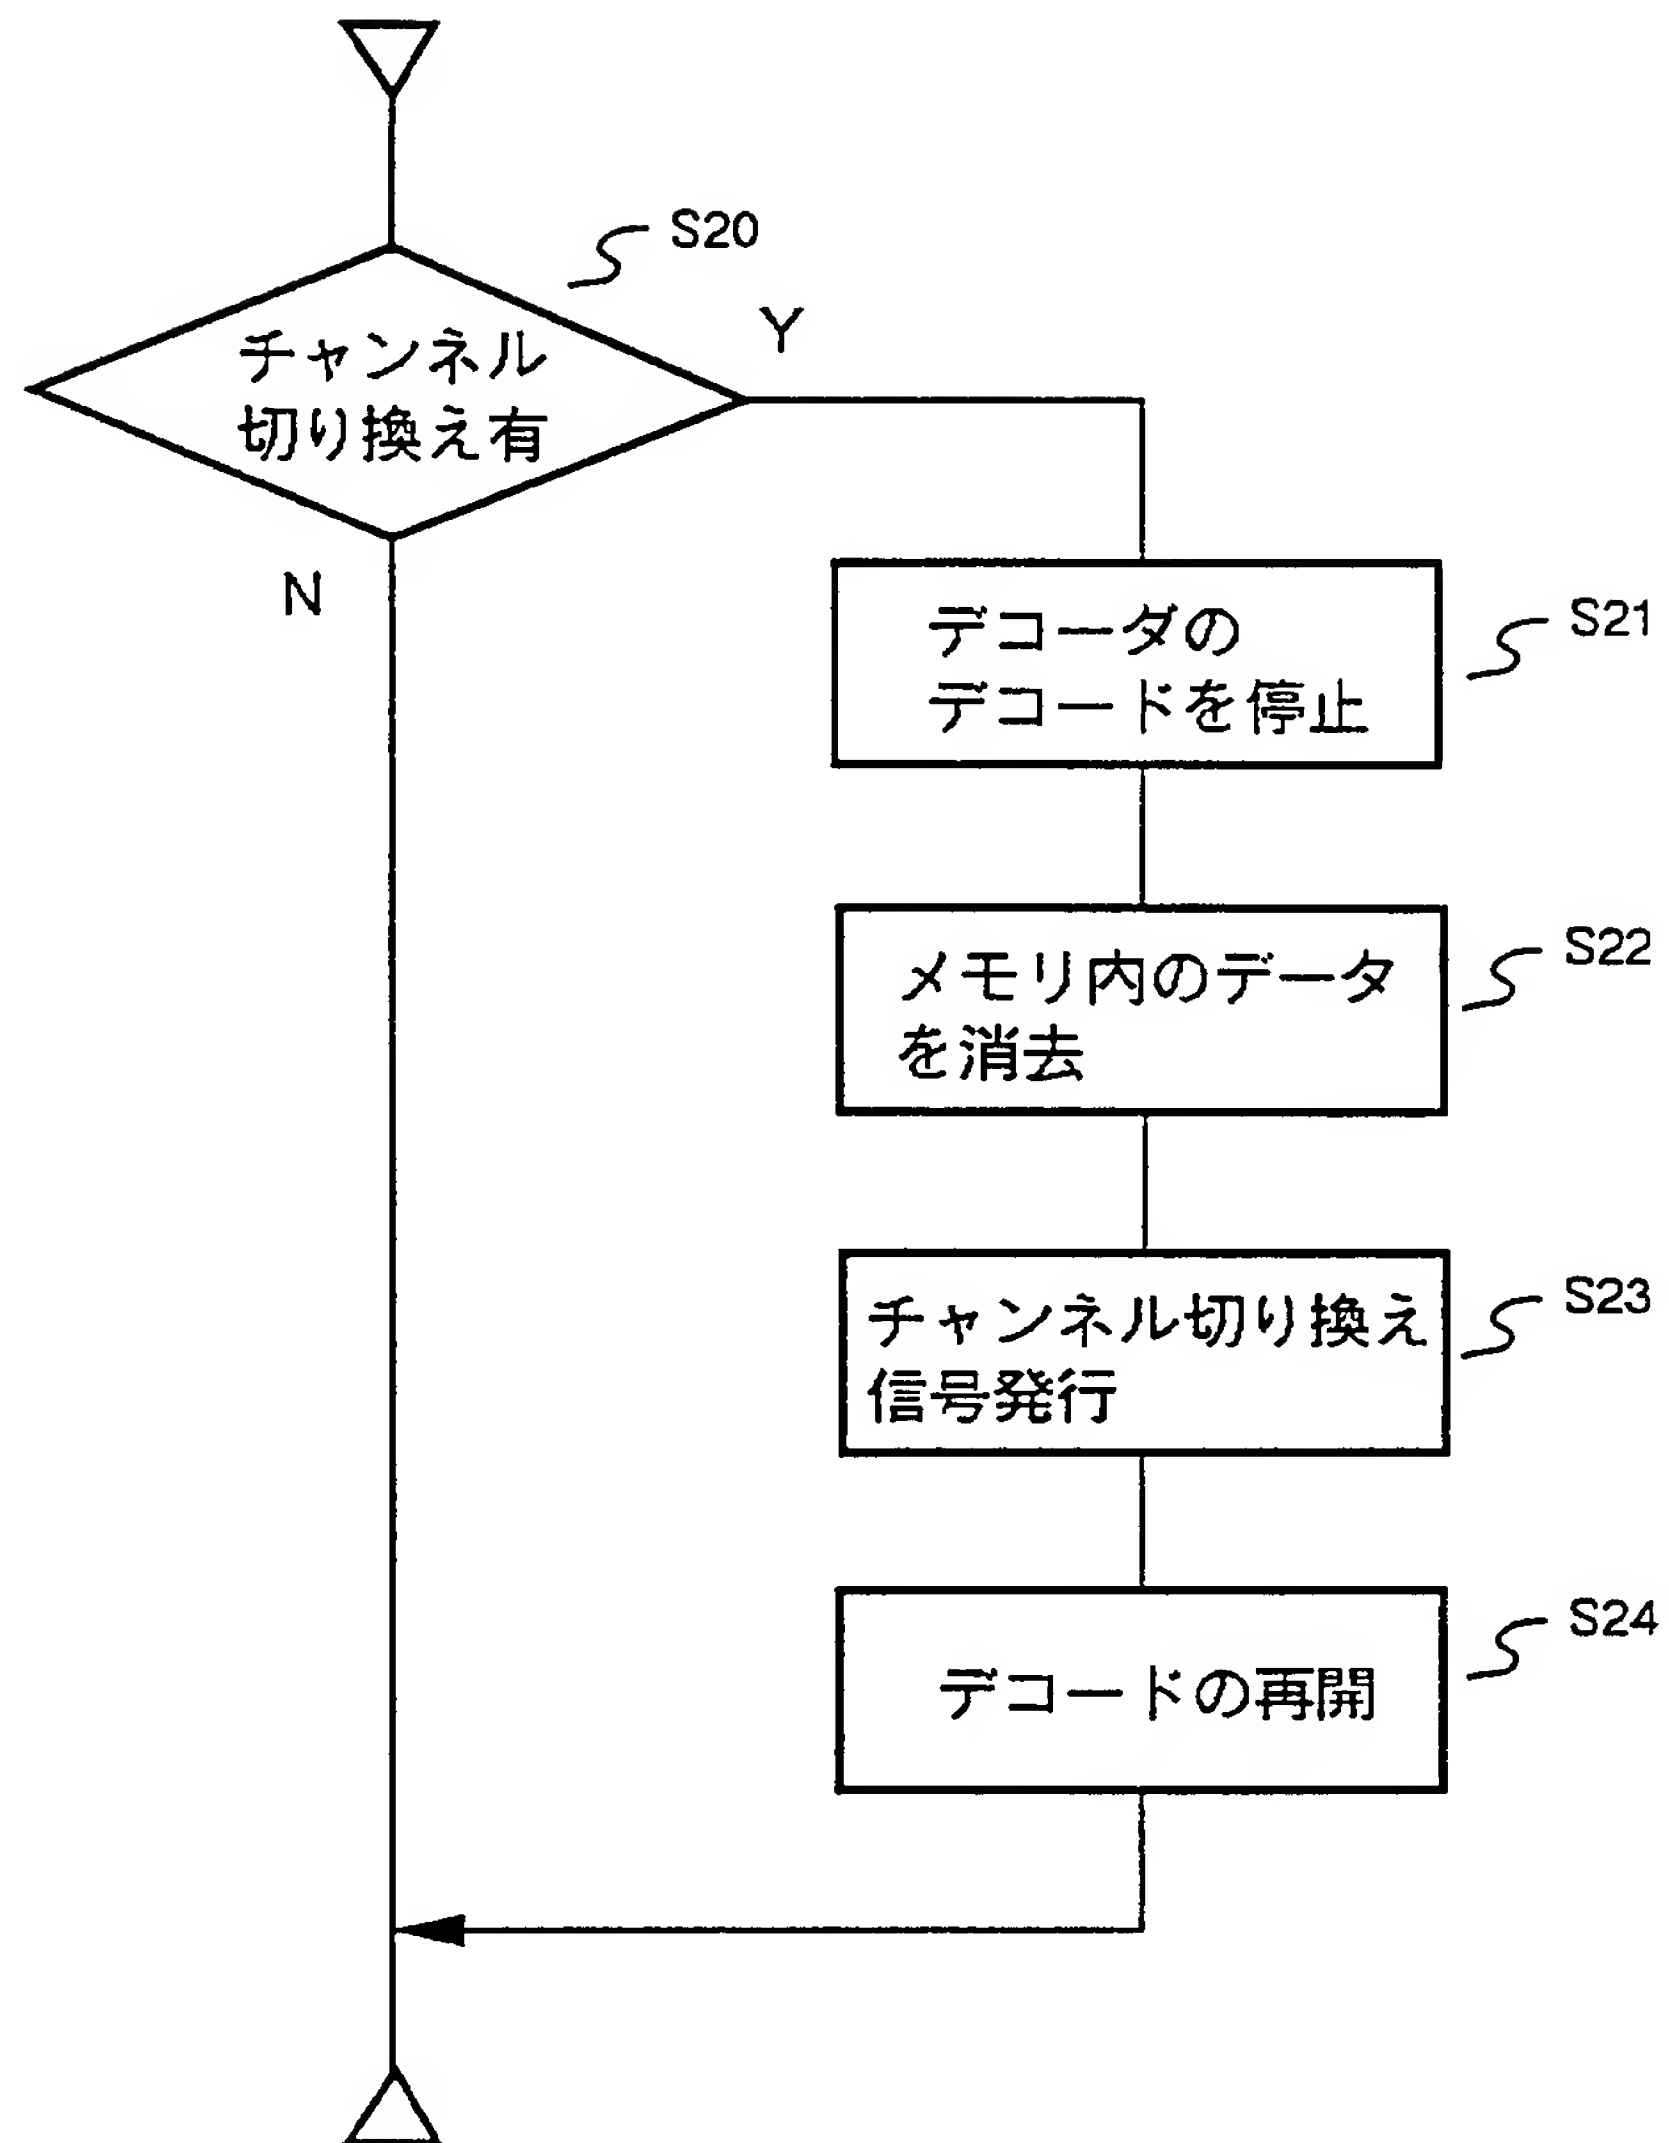 S20
Y
チャンネル
切り換え有
N
デコーダの
デコードを停止
S21
メモリ内のデータ
を消去
S22
チャンネル切り換え
信号発行
S23
デコードの再開
S24